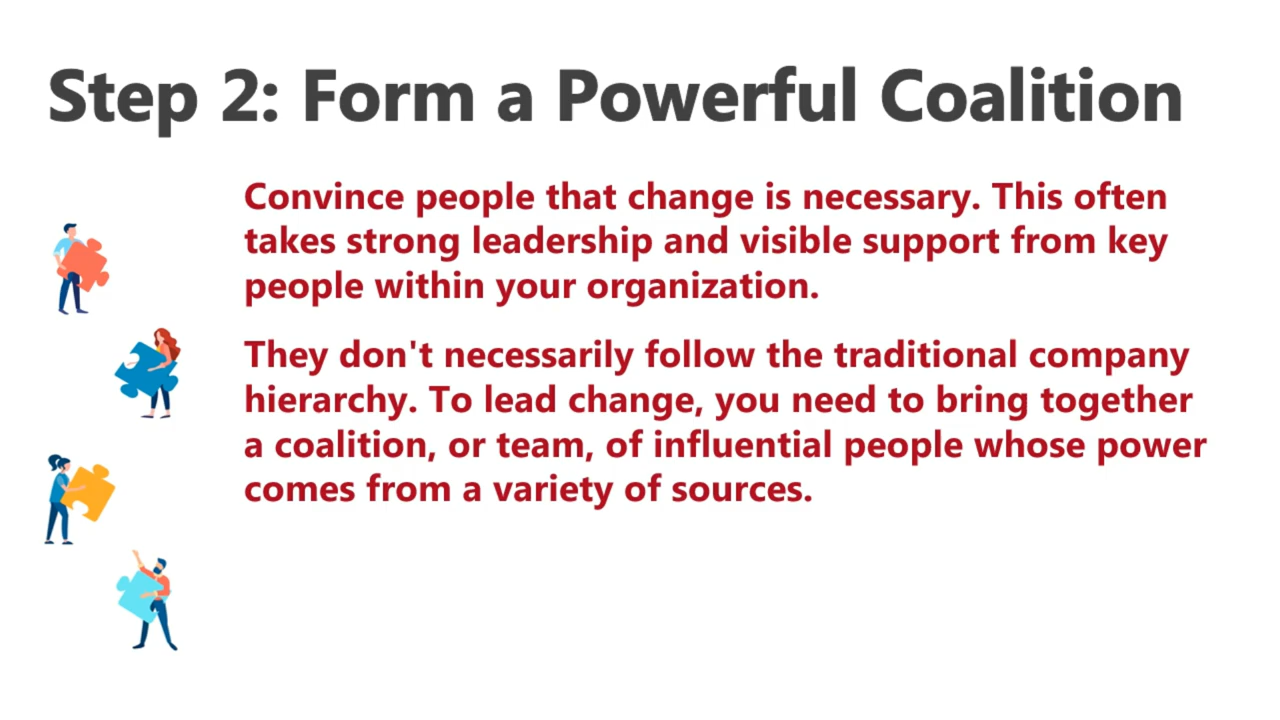 Step 2: Form a Powerful Coalition
Convince people that change is necessary. This often
takes strong leadership and visible support from key
people within your organization.
They don't necessarily follow the traditional company
hierarchy. To lead change, you need to bring together
a coalition, or team, of influential people whose power
comes from a variety of sources.